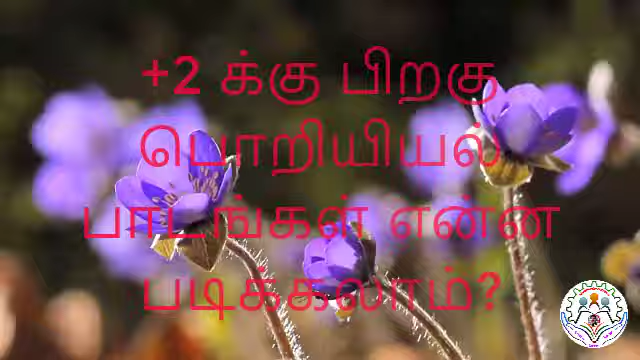 +2 க்கு பிறகு
பொறியியல்
பாடங்கள் என்ன
படிக்கலாம்?